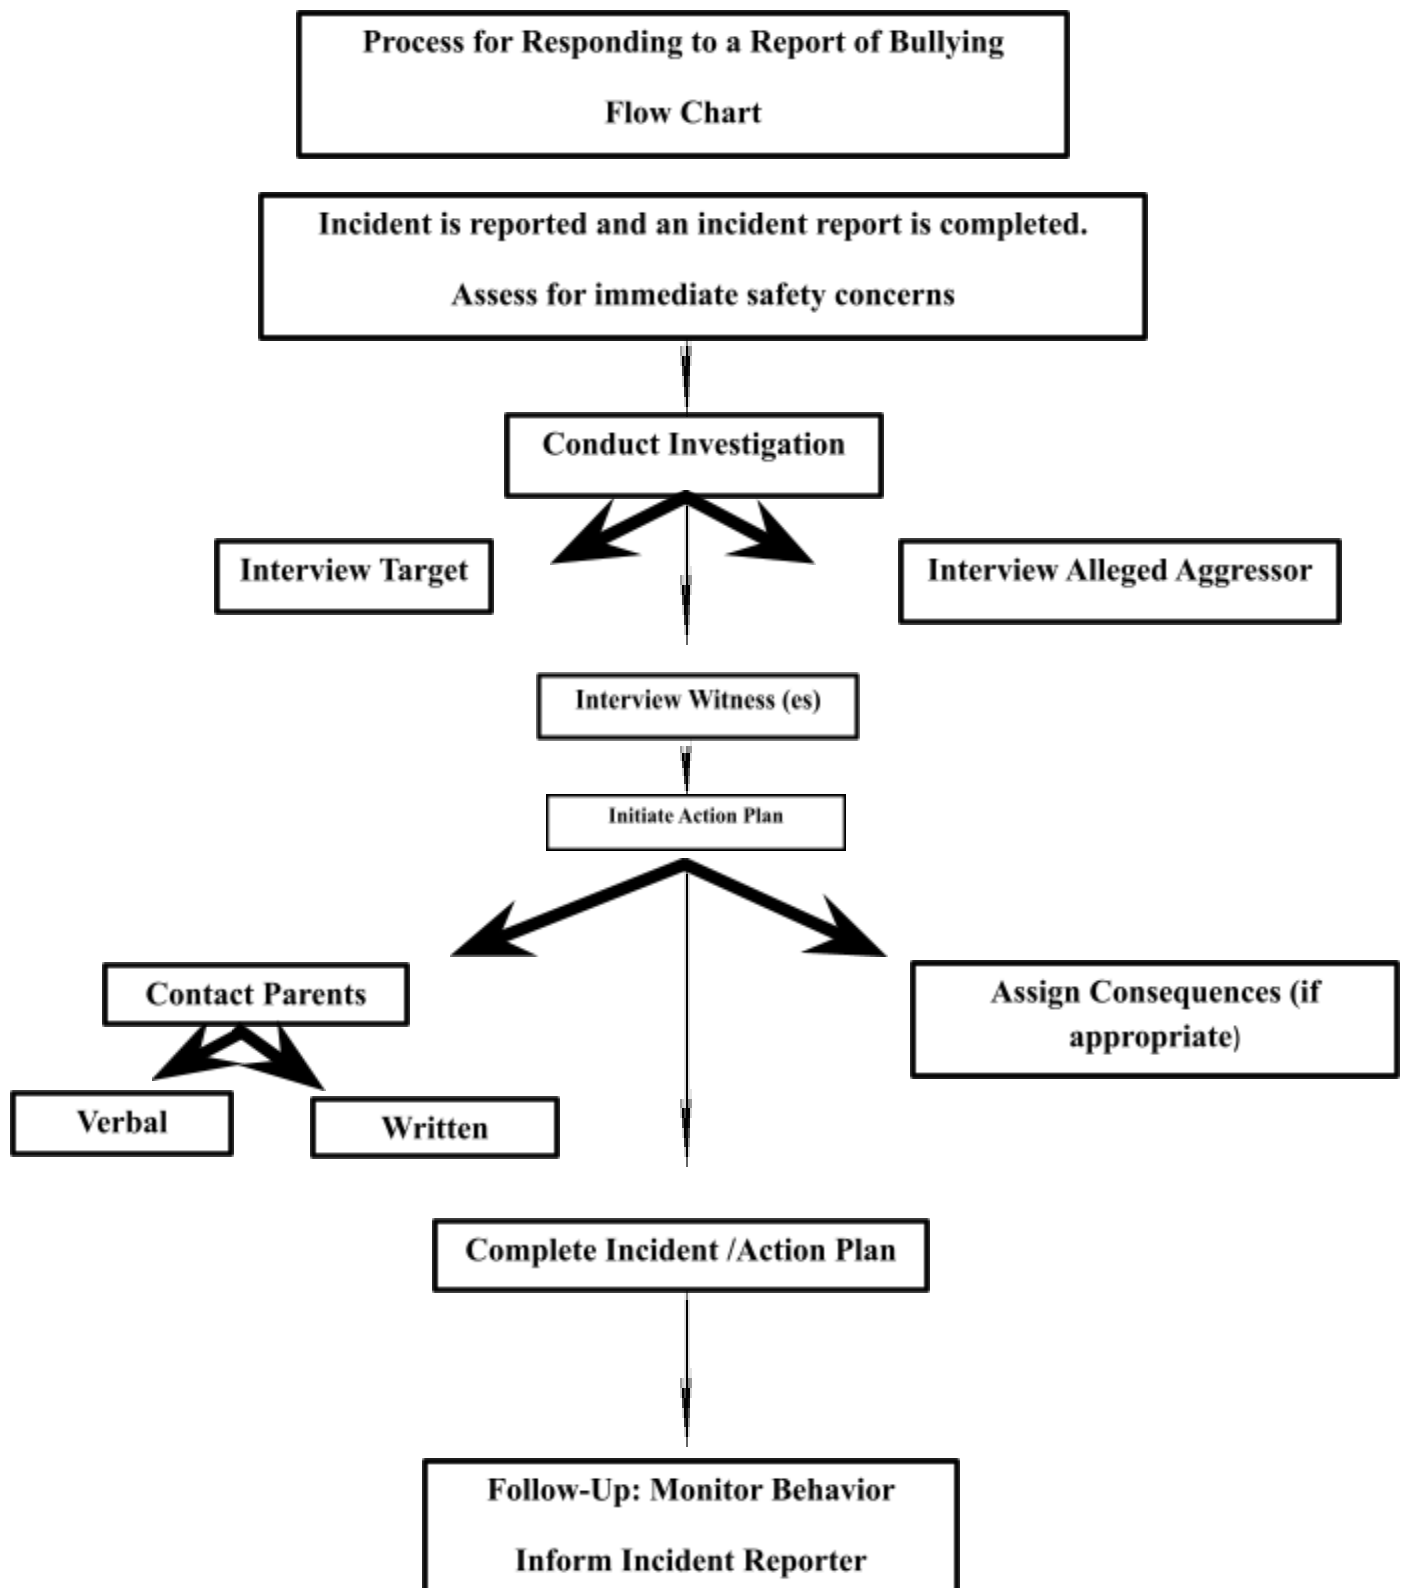 Process for Responding to a Report of Bullying
Flow Chart
Incident is reported and an incident report is completed.
Assess for immediate safety concerns
Conduct Investigation
Interview Target
Interview Alleged Aggressor
Interview Witness (es)
Initiate Action Plan
Contact Parents
Assign Consequences (if
appropriate)
Verbal
Written
Complete Incident /Action Plan
Follow-Up: Monitor Behavior
Inform Incident Reporter